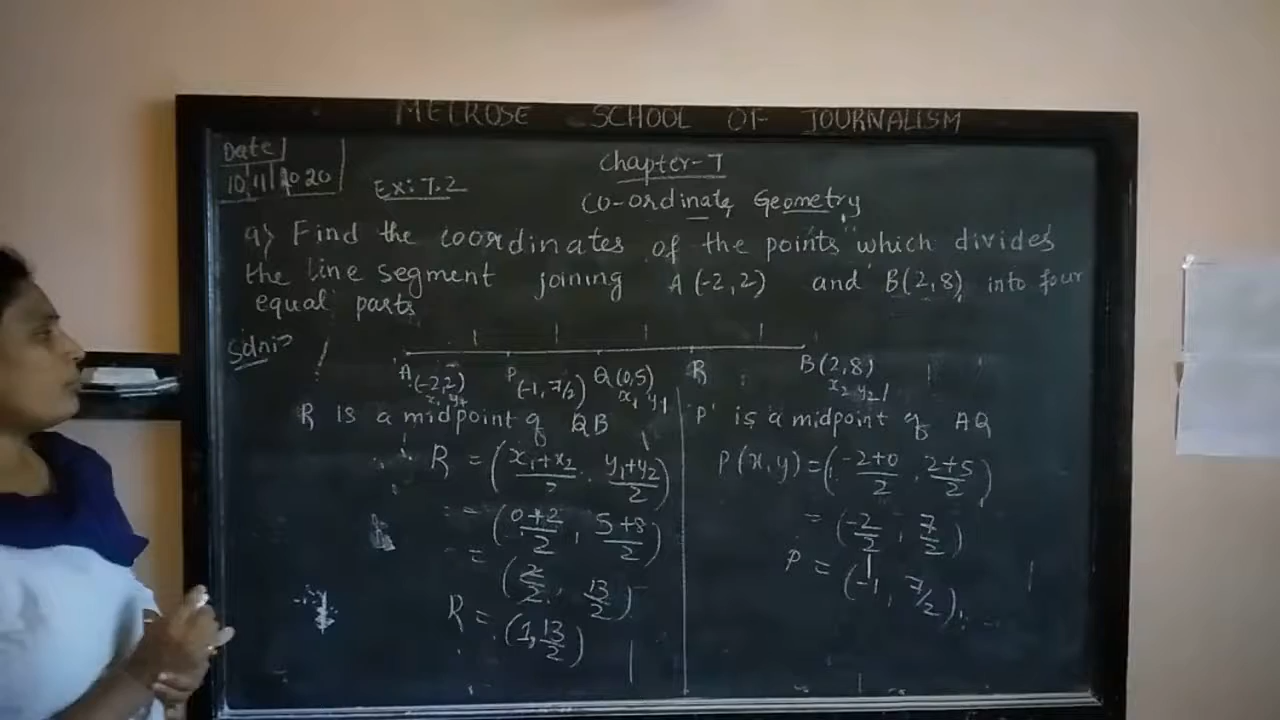 METROSE SCHOOL OF JOURNALISM
Date
10/11/2020
Chapter-7
Ex: 7.2
CO-ordinate Geometry
9) Find the coordinates of the points which divides
the line segment joining A (-2, 2) and B(2, 8) into four
equal parts
Soln:
A P Q(0,5) R B(2,8)
(-2,2) (-1, 7/2) x₁ y₁ x₂ y₂
x₁ y₁
R is a midpoint of QB
R = (x₁+x₂/2, y₁+y₂/2)
= (0+2/2, 5+8/2)
= (2/2, 13/2)
R = (1, 13/2)
P is a midpoint of AQ
P(x, y) = (-2+0/2, 2+5/2)
= (-2/2, 7/2)
P = (-1, 7/2)